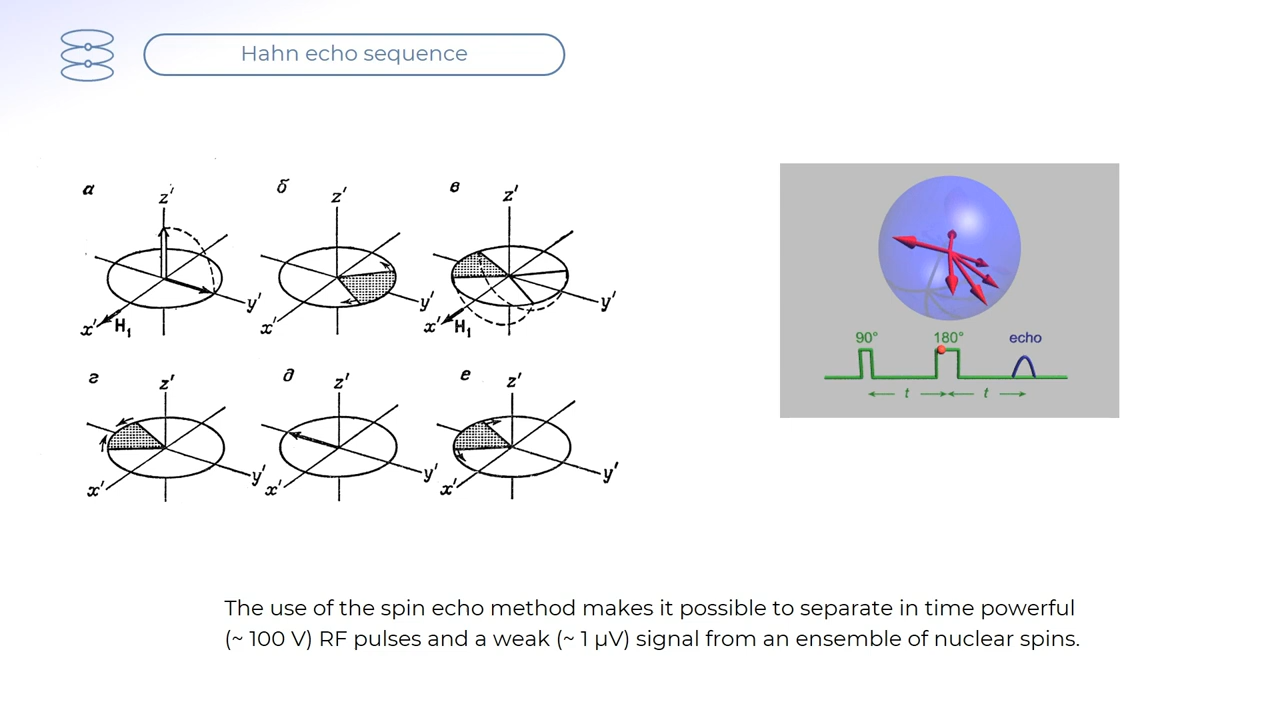 Hahn echo sequence
а
z'
y'
x'
H₁
б
z'
y'
x'
в
z'
y'
x'
H₁
г
z'
y'
x'
д
z'
y'
x'
е
z'
y'
x'
90°
180°
echo
t
t
The use of the spin echo method makes it possible to separate in time powerful
(~ 100 V) RF pulses and a weak (~ 1 µV) signal from an ensemble of nuclear spins.